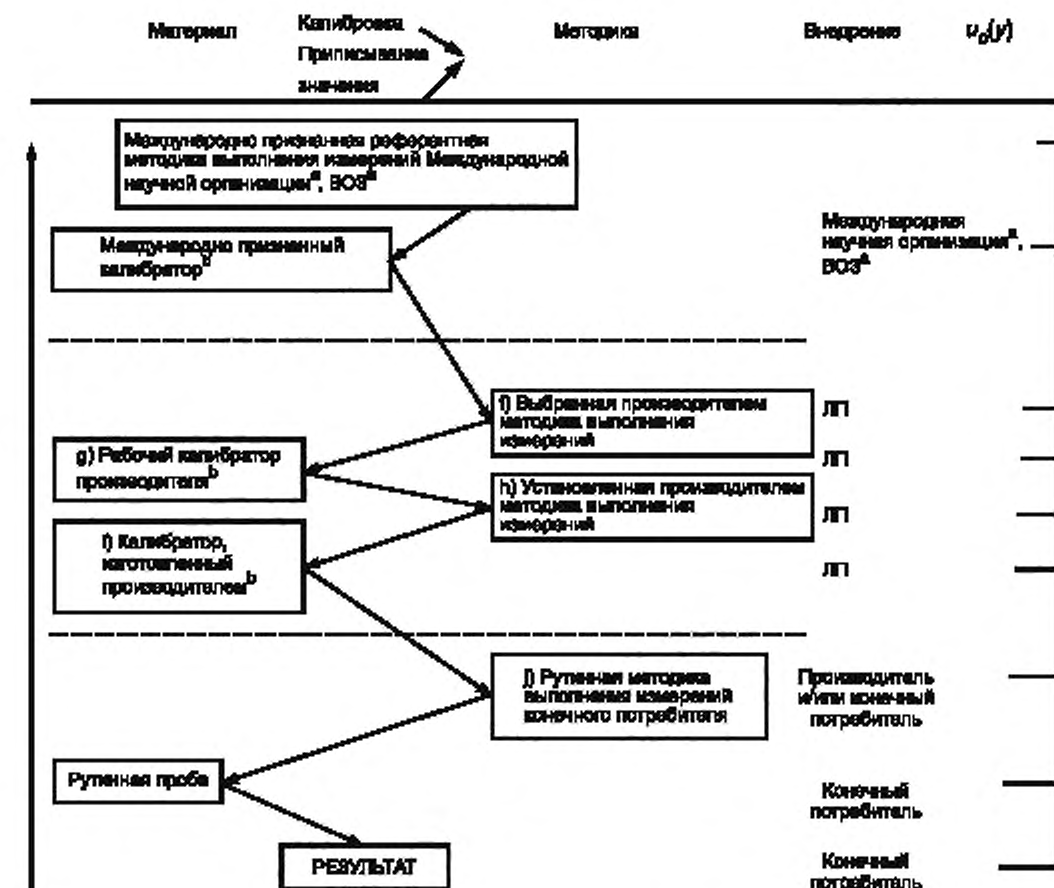 Материал
Калибровка
Приписывание
значения
Методика
Внедрение
u_c(y)
Международно признанная референтная
методика выполнения измерений Международной
научной организации^a, ВОЗ^a
Международно признанный
калибратор^b
Международная
научная организация^a,
ВОЗ^a
f) Выбранная производителем
методика выполнения
измерений
ЛП
g) Рабочий калибратор
производителя^b
ЛП
h) Установленная производителем
методика выполнения
измерений
ЛП
i) Калибратор,
изготовленный
производителем^b
ЛП
j) Рутинная методика
выполнения измерений
конечного потребителя
Производитель
и/или конечный
потребитель
Рутинная проба
Конечный
потребитель
РЕЗУЛЬТАТ
Конечный
потребитель